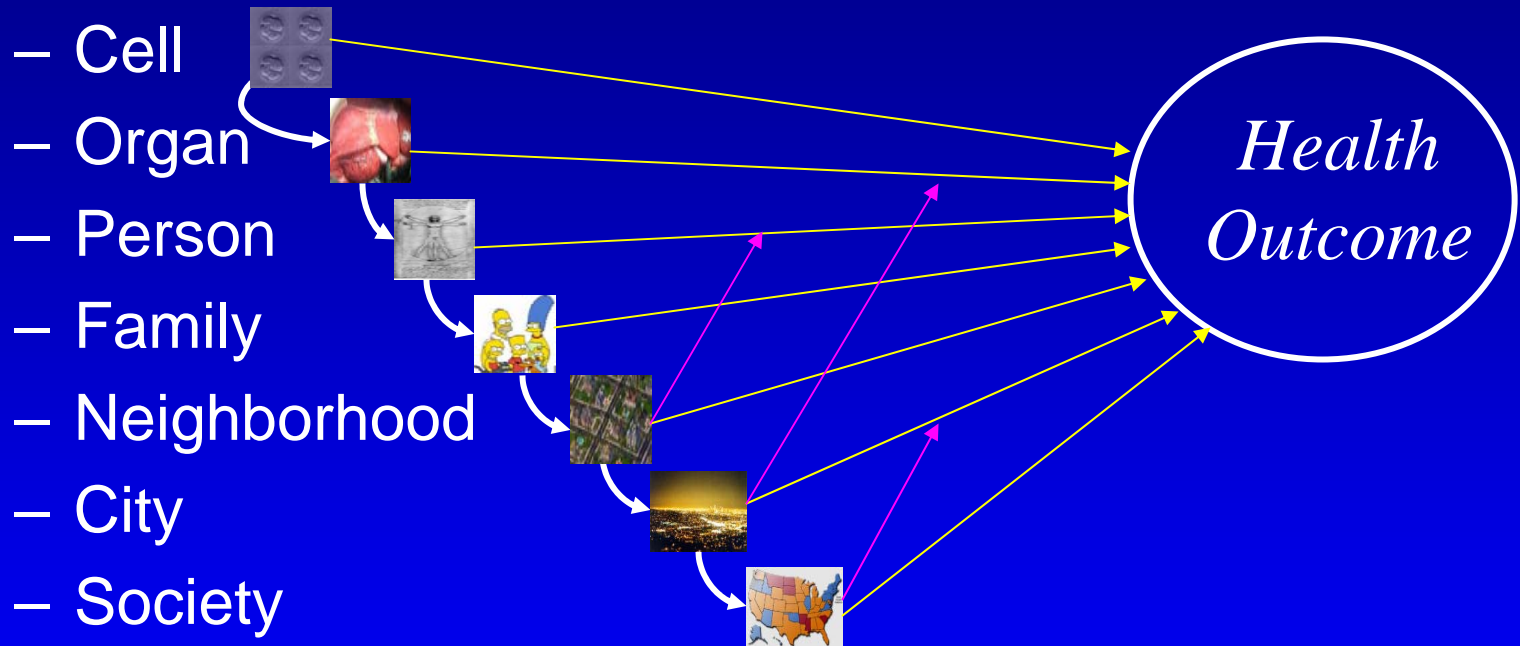 – Cell
– Organ
– Person
– Family
– Neighborhood
– City
– Society
Health
Outcome